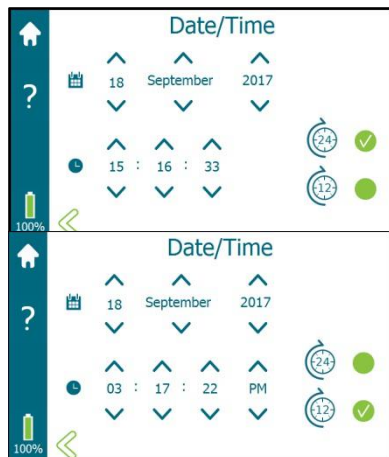 Date/Time
18 September 2017
?
24
15 : 16 : 33
12
100%
Date/Time
18 September 2017
?
24
03 : 17 : 22 PM
12
100%